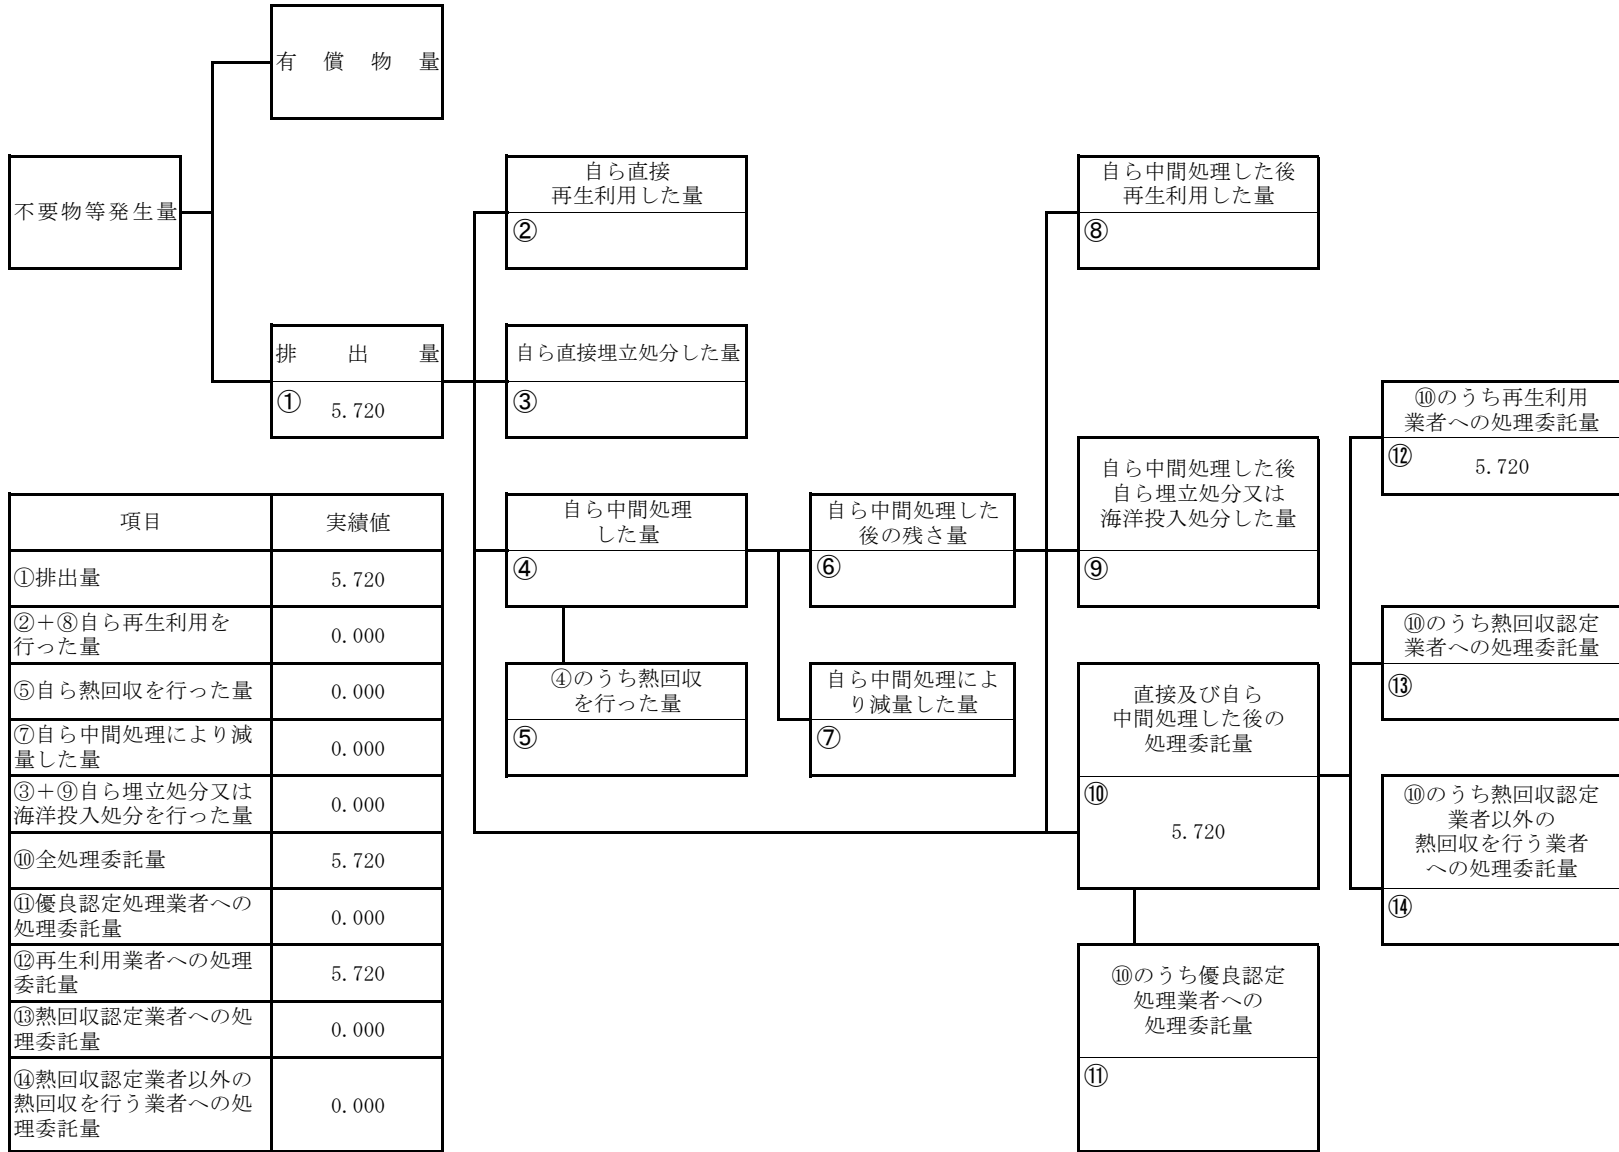 有償物量
不要物等発生量
自ら直接
再生利用した量
②
自ら中間処理した後
再生利用した量
⑧
排出量
① 5.720
自ら直接埋立処分した量
③
⑩のうち再生利用
業者への処理委託量
⑫ 5.720
自ら中間処理
した量
④
自ら中間処理した
後の残さ量
⑥
自ら中間処理した後
自ら埋立処分又は
海洋投入処分した量
⑨
⑩のうち熱回収認定
業者への処理委託量
⑬
④のうち熱回収
を行った量
⑤
自ら中間処理によ
り減量した量
⑦
直接及び自ら
中間処理した後の
処理委託量
⑩
5.720
⑩のうち熱回収認定
業者以外の
熱回収を行う業者
への処理委託量
⑭
⑩のうち優良認定
処理業者への
処理委託量
⑪
項目 実績値
①排出量 5.720
②+⑧自ら再生利用を
行った量 0.000
⑤自ら熱回収を行った量 0.000
⑦自ら中間処理により減
量した量 0.000
③+⑨自ら埋立処分又は
海洋投入処分を行った量 0.000
⑩全処理委託量 5.720
⑪優良認定処理業者への
処理委託量 0.000
⑫再生利用業者への処理
委託量 5.720
⑬熱回収認定業者への処
理委託量 0.000
⑭熱回収認定業者以外の
熱回収を行う業者への処
理委託量 0.000